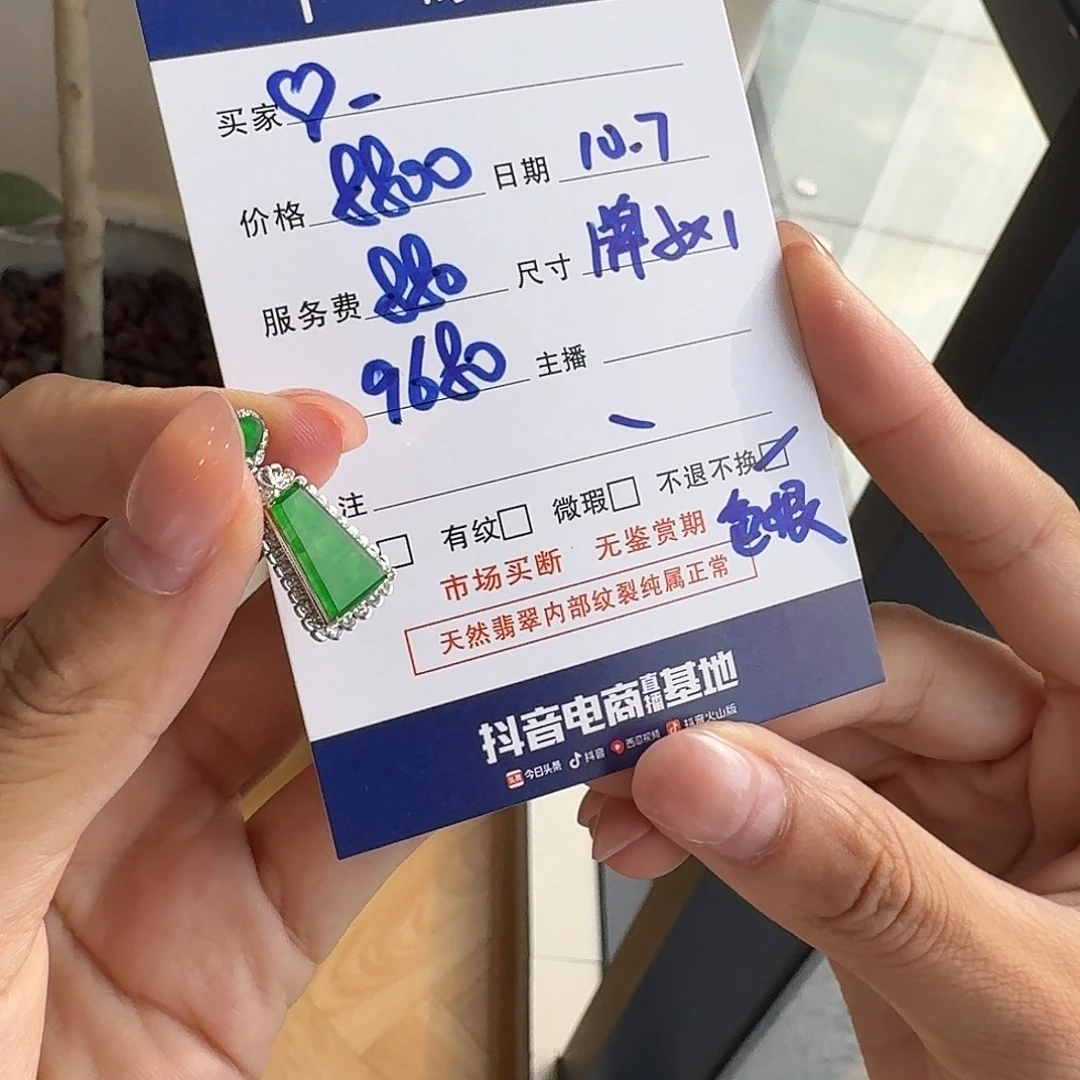 买家
价格 8800 日期 10.7
服务费 880 尺寸 牌子x1
9680 主播
注
有纹□ 微瑕□ 不退不换☑
市场买断 无鉴赏期 色根
天然翡翠内部纹裂纯属正常
抖音电商直播基地
今日头条 抖音 西瓜视频 抖音火山版